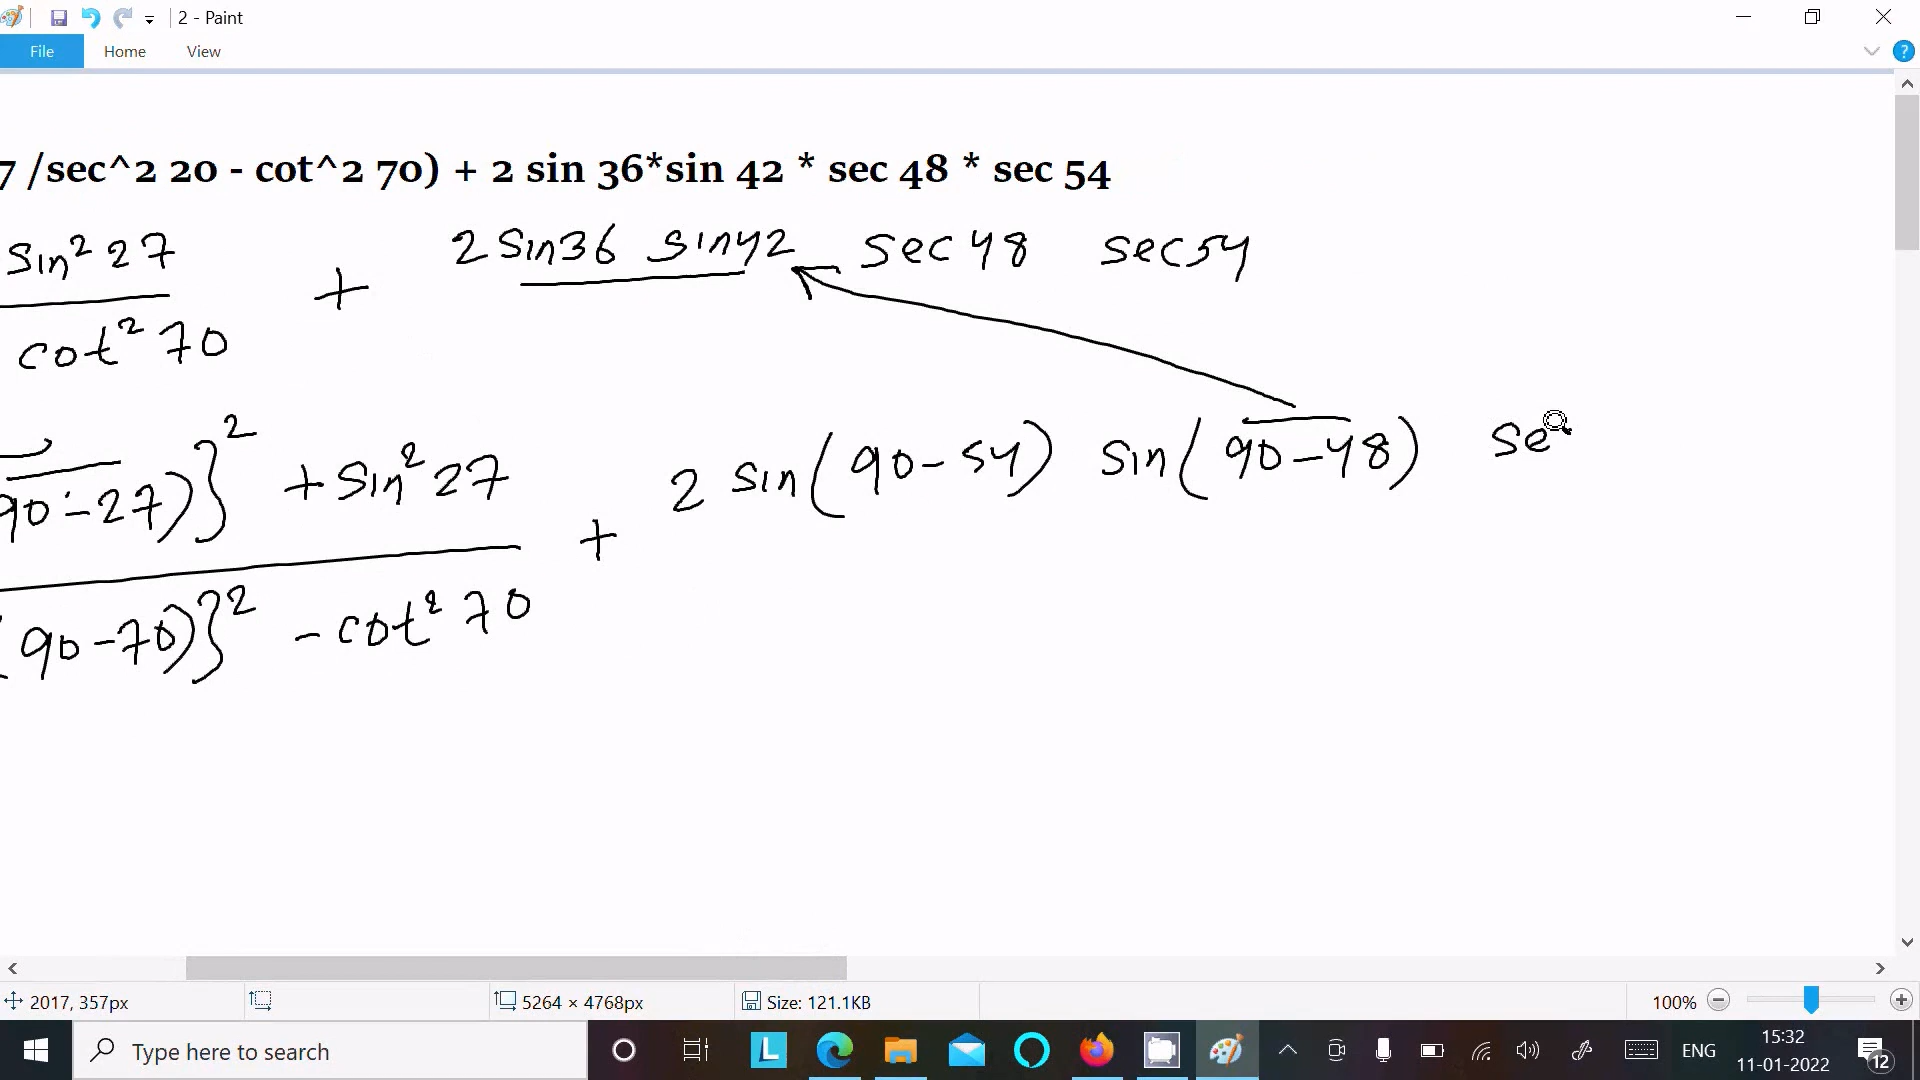 2 - Paint
File Home View
7 /sec^2 20 - cot^2 70) + 2 sin 36*sin 42 * sec 48 * sec 54
sin² 27 + 2 sin36 sin42 sec48 sec54
cot² 70
90-27)}² + sin² 27 + 2 sin(90-54) sin(90-48) se
(90-70)}² - cot² 70
2017, 357px 5264 × 4768px Size: 121.1KB 100%
Type here to search L ENG 15:32
11-01-2022 12